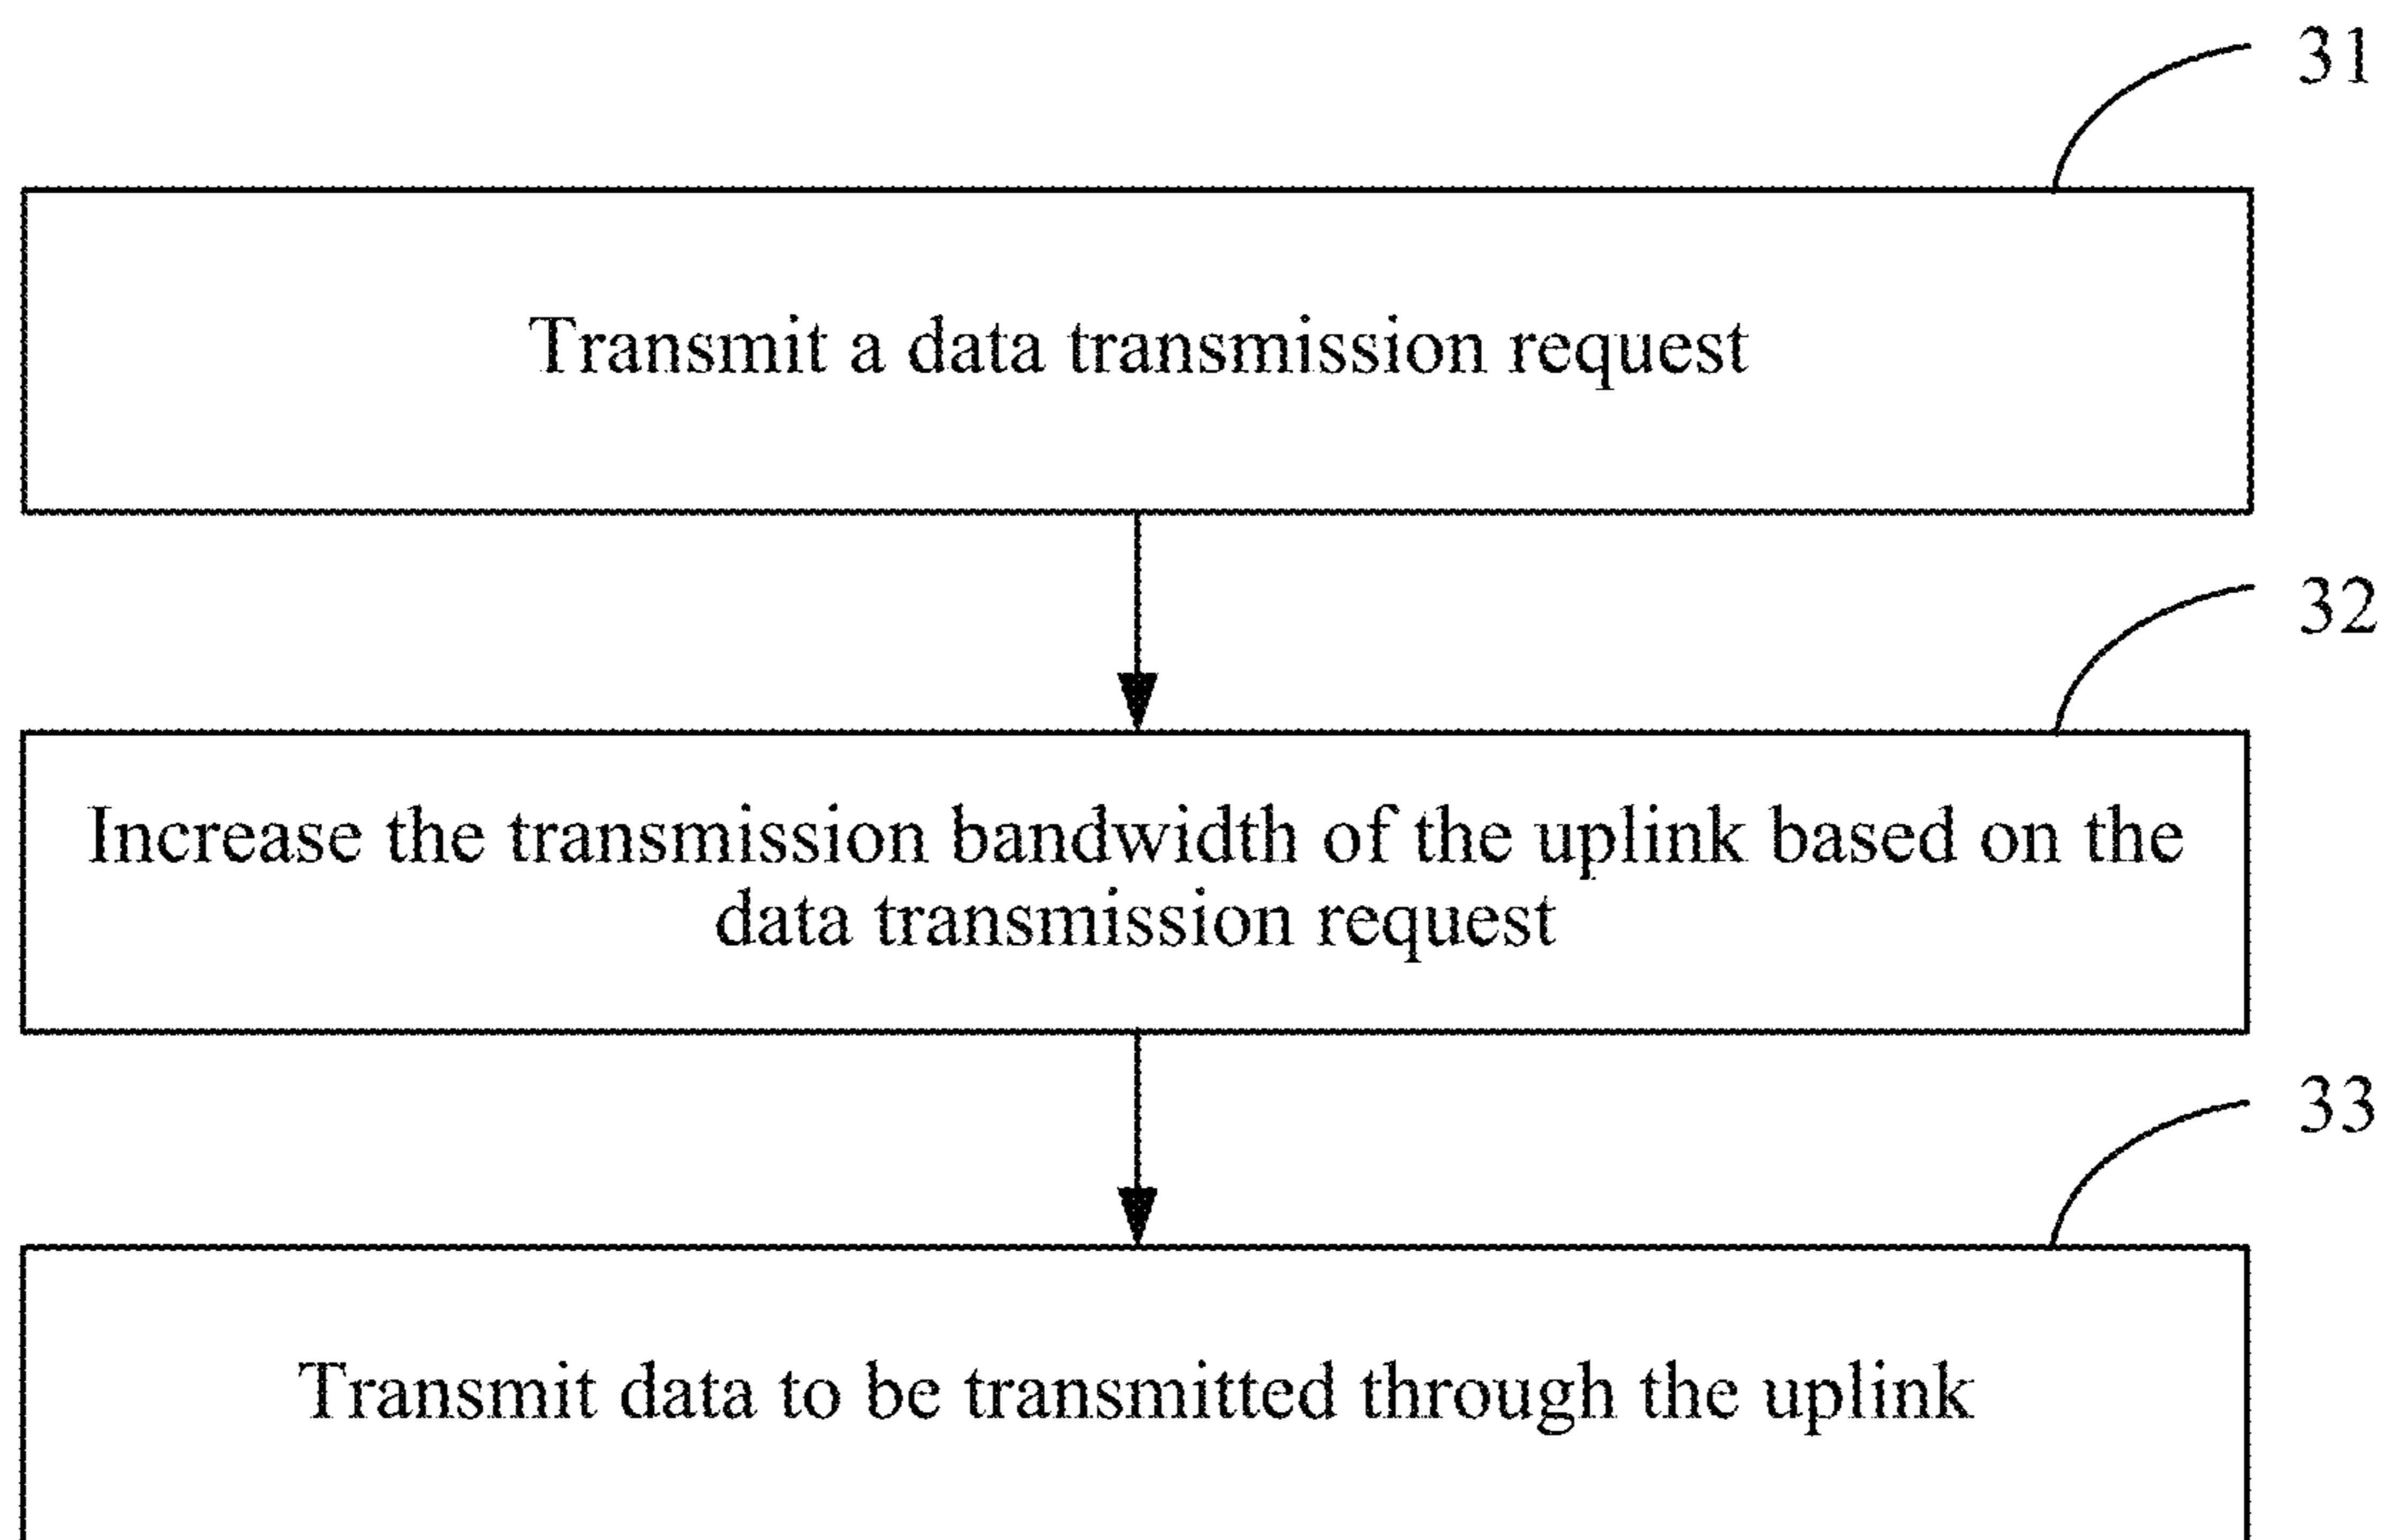 31
Transmit a data transmission request
32
Increase the transmission bandwidth of the uplink based on the
data transmission request
33
Transmit data to be transmitted through the uplink